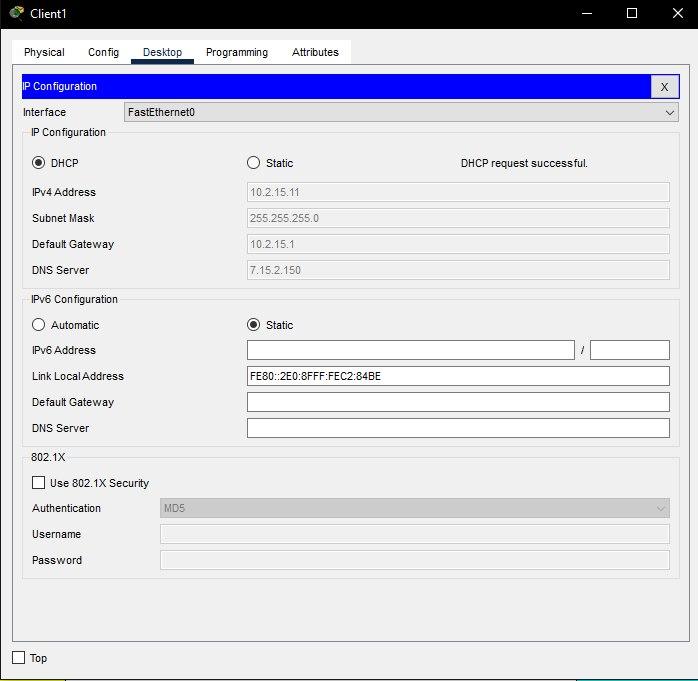 Client1
Physical Config Desktop Programming Attributes
IP Configuration X
Interface FastEthernet0
IP Configuration
DHCP Static DHCP request successful.
IPv4 Address 10.2.15.11
Subnet Mask 255.255.255.0
Default Gateway 10.2.15.1
DNS Server 7.15.2.150
IPv6 Configuration
Automatic Static
IPv6 Address /
Link Local Address FE80::2E0:8FFF:FEC2:84BE
Default Gateway
DNS Server
802.1X
Use 802.1X Security
Authentication MD5
Username
Password
Top